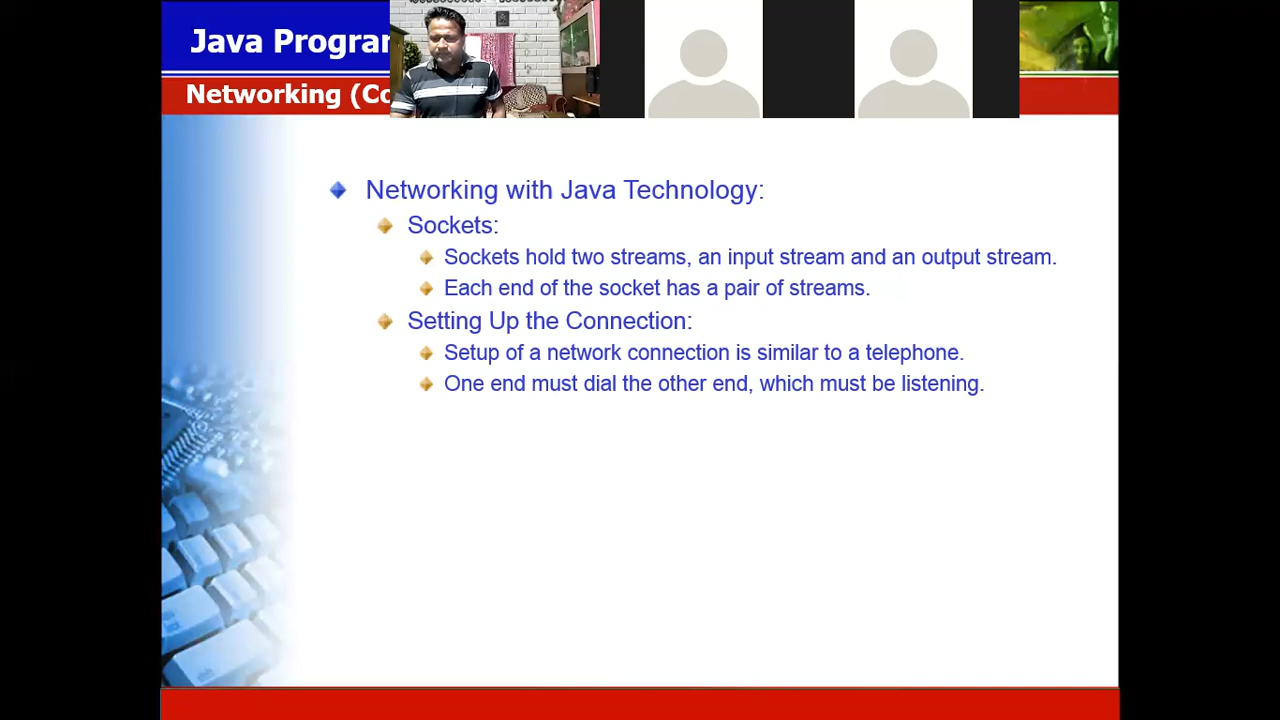 Java Program
Networking (Co
Networking with Java Technology:
Sockets:
Sockets hold two streams, an input stream and an output stream.
Each end of the socket has a pair of streams.
Setting Up the Connection:
Setup of a network connection is similar to a telephone.
One end must dial the other end, which must be listening.